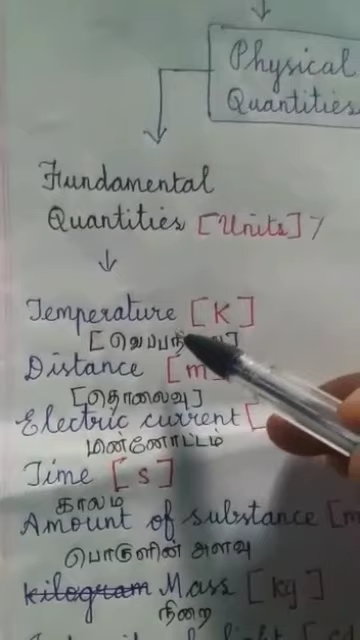 Physical
Quantities
Fundamental
Quantities [Units]
Temperature [K]
Distance [m]
[தொலைவு]
Electric current [
மின்னோட்டம்
Time [s]
காலம்
Amount of substance [m
பொருளின் அளவு
kilogram Mass [kg]
நிறை